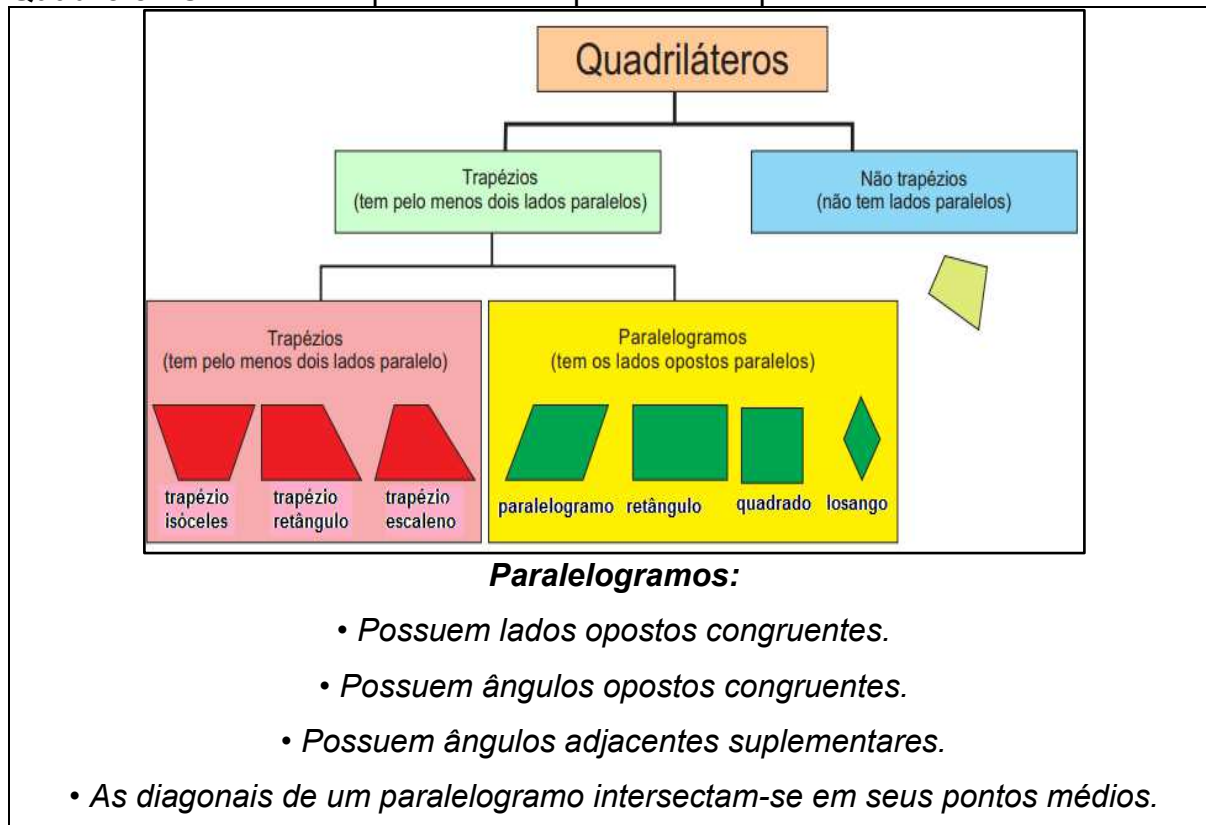 Quadriláteros
Trapézios
(tem pelo menos dois lados paralelos)
Não trapézios
(não tem lados paralelos)
Trapézios
(tem pelo menos dois lados paralelo)
Paralelogramos
(tem os lados opostos paralelos)
trapézio
isóceles
trapézio
retângulo
trapézio
escaleno
paralelogramo
retângulo
quadrado
losango
Paralelogramos:
• Possuem lados opostos congruentes.
• Possuem ângulos opostos congruentes.
• Possuem ângulos adjacentes suplementares.
• As diagonais de um paralelogramo intersectam-se em seus pontos médios.